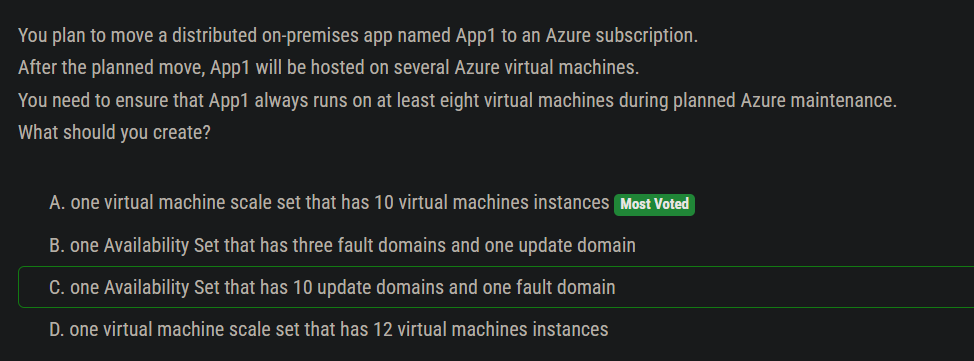 You plan to move a distributed on-premises app named App1 to an Azure subscription.
After the planned move, App1 will be hosted on several Azure virtual machines.
You need to ensure that App1 always runs on at least eight virtual machines during planned Azure maintenance.
What should you create?
A. one virtual machine scale set that has 10 virtual machines instances Most Voted
B. one Availability Set that has three fault domains and one update domain
C. one Availability Set that has 10 update domains and one fault domain
D. one virtual machine scale set that has 12 virtual machines instances